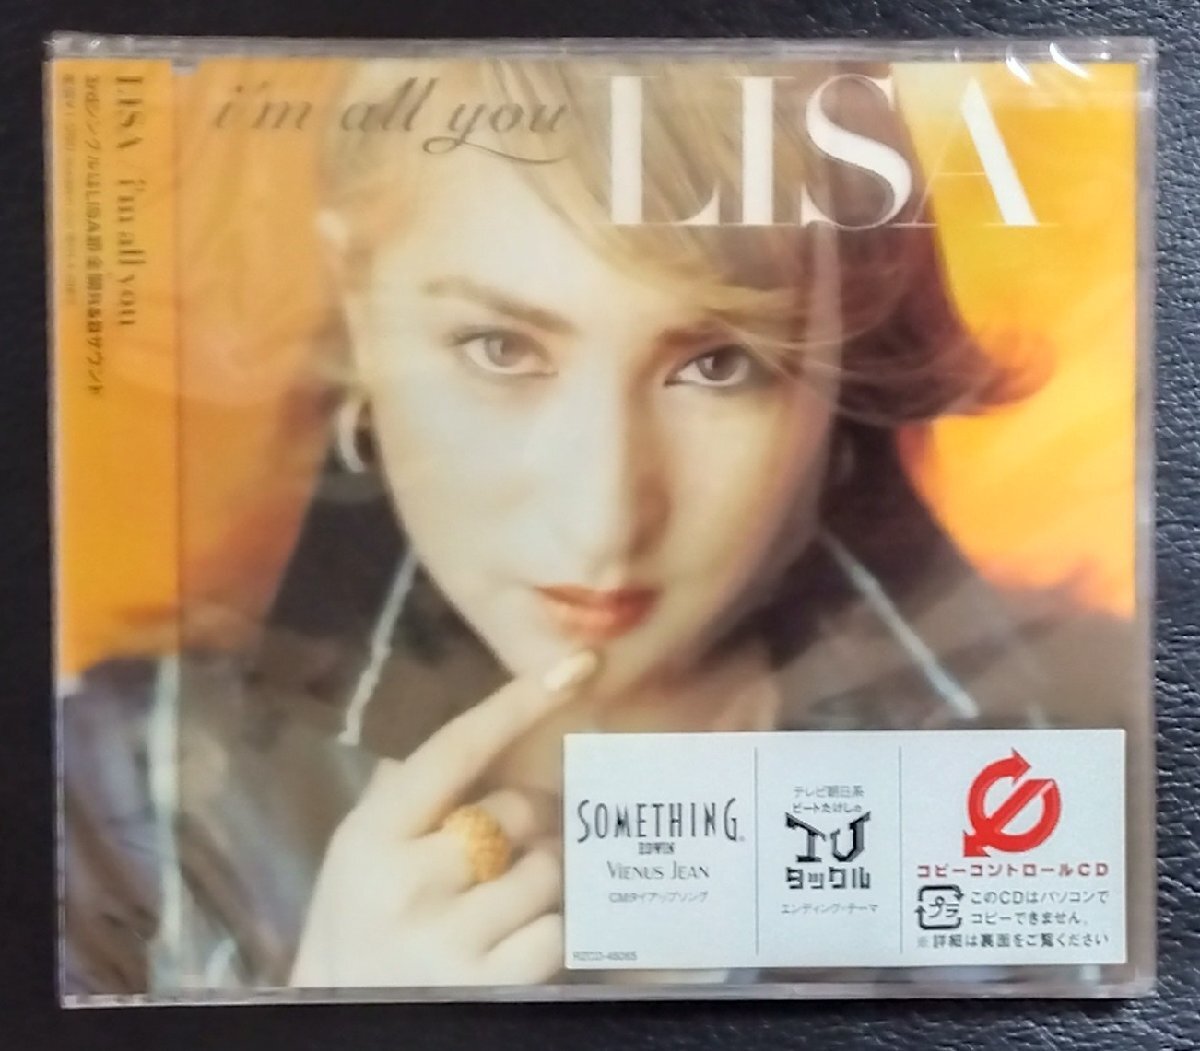 i'm all you
LISA
LISA / i'm all you
SOMETHING
EDWIN
VIENUS JEAN
CMタイアップソング
RZCD-45065
テレビ朝日系
ビートたけしの
TV
タックル
エンディング・テーマ
コピーコントロールCD
プラ
このCDはパソコンで
コピーできません。
※詳細は裏面をご覧ください